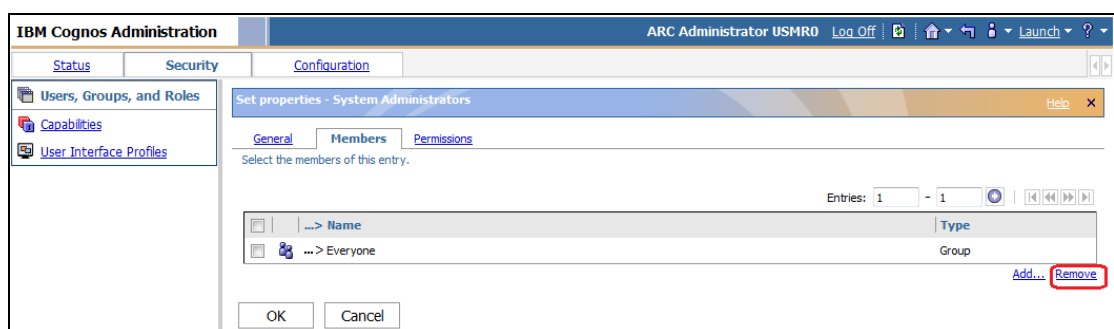 IBM Cognos Administration ARC Administrator USMR0 Log Off Launch ?
Status Security Configuration
Users, Groups, and Roles
Capabilities
User Interface Profiles
Set properties - System Administrators Help X
General Members Permissions
Select the members of this entry.
Entries: 1 - 1
...> Name Type
...> Everyone Group
Add... Remove
OK Cancel